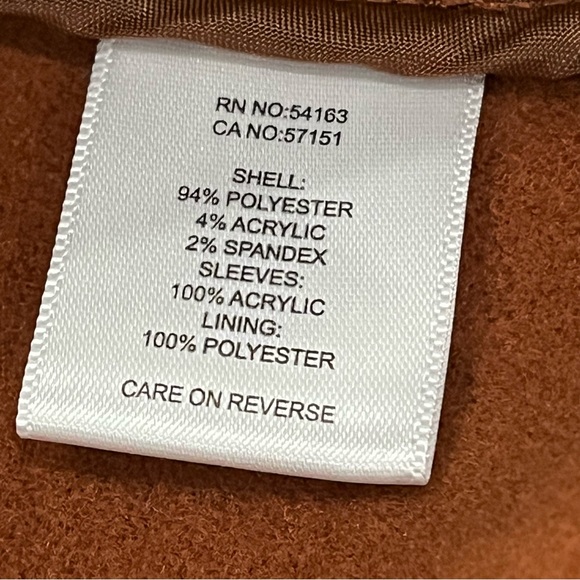 RN NO:54163
CA NO:57151
SHELL:
94% POLYESTER
4% ACRYLIC
2% SPANDEX
SLEEVES:
100% ACRYLIC
LINING:
100% POLYESTER
CARE ON REVERSE